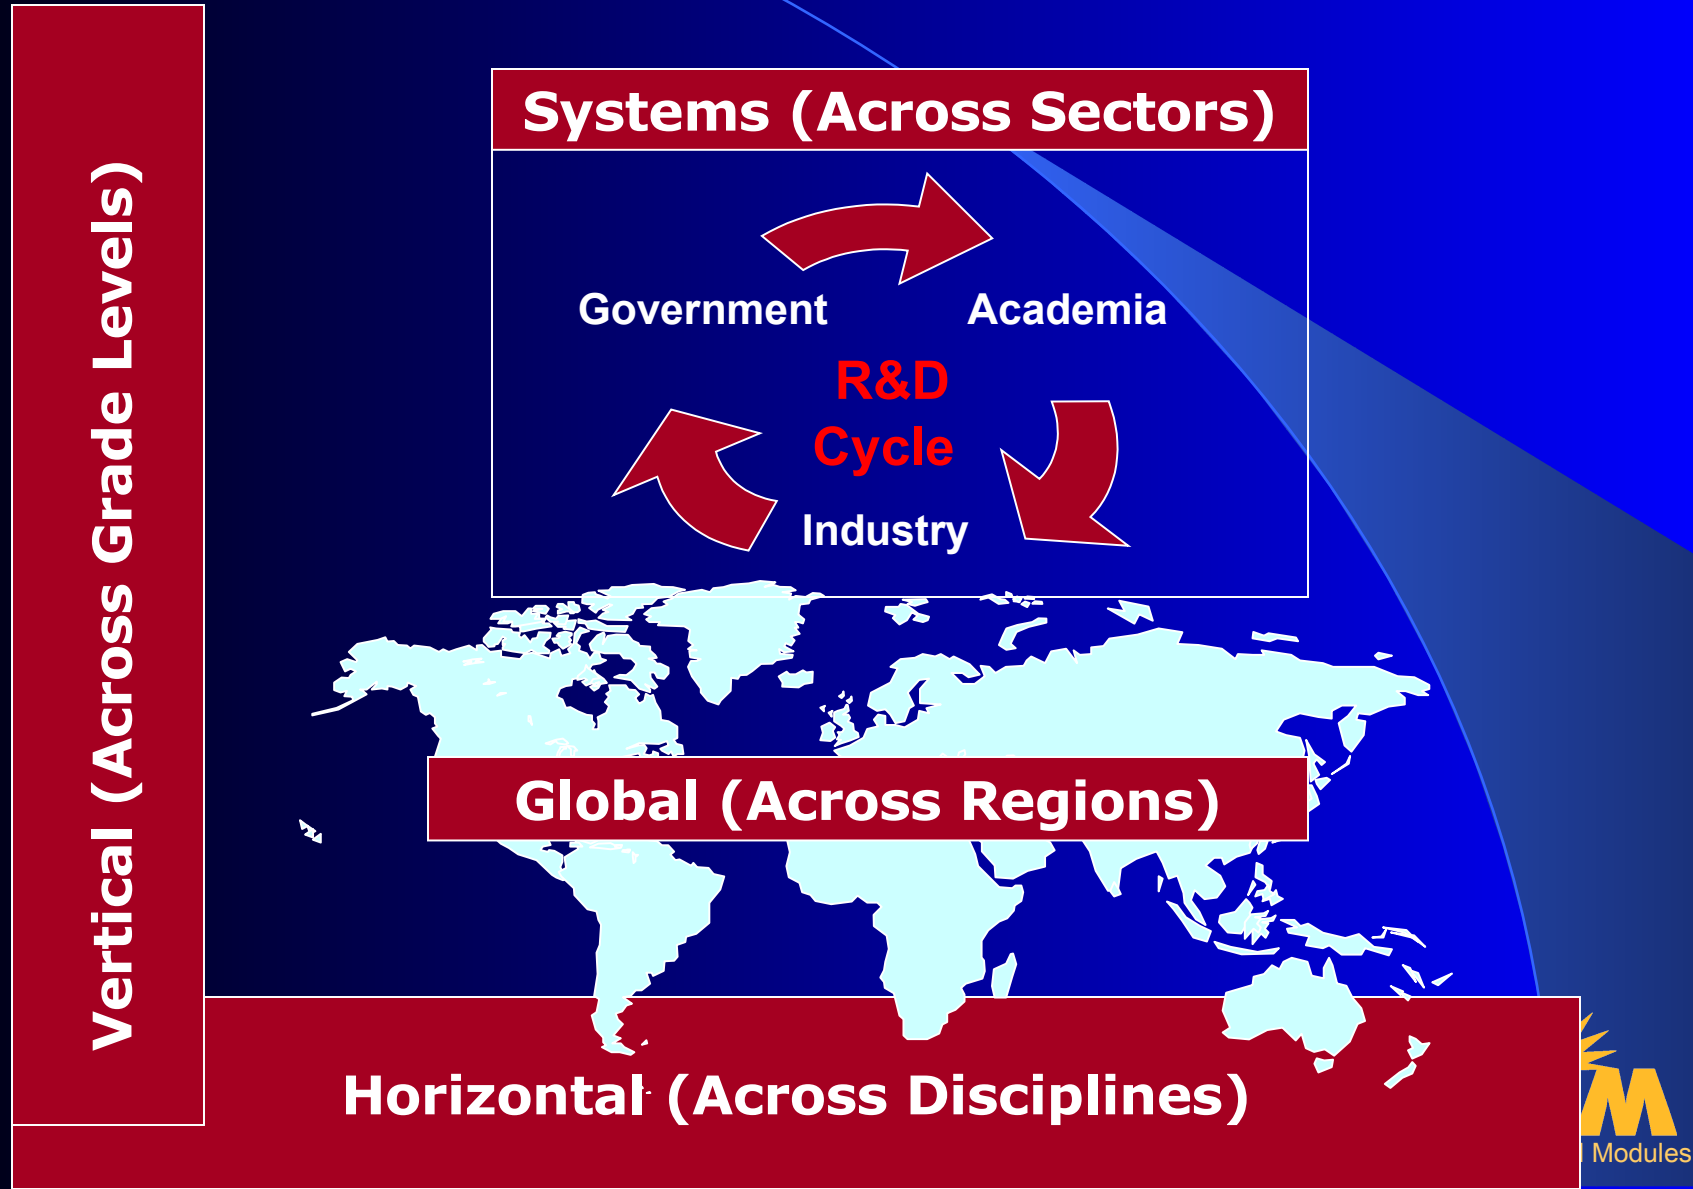 Systems (Across Sectors)
Vertical (Across Grade Levels)
Government
Academia
R&D
Cycle
Industry
Global (Across Regions)
Horizontal (Across Disciplines)
M
Modules